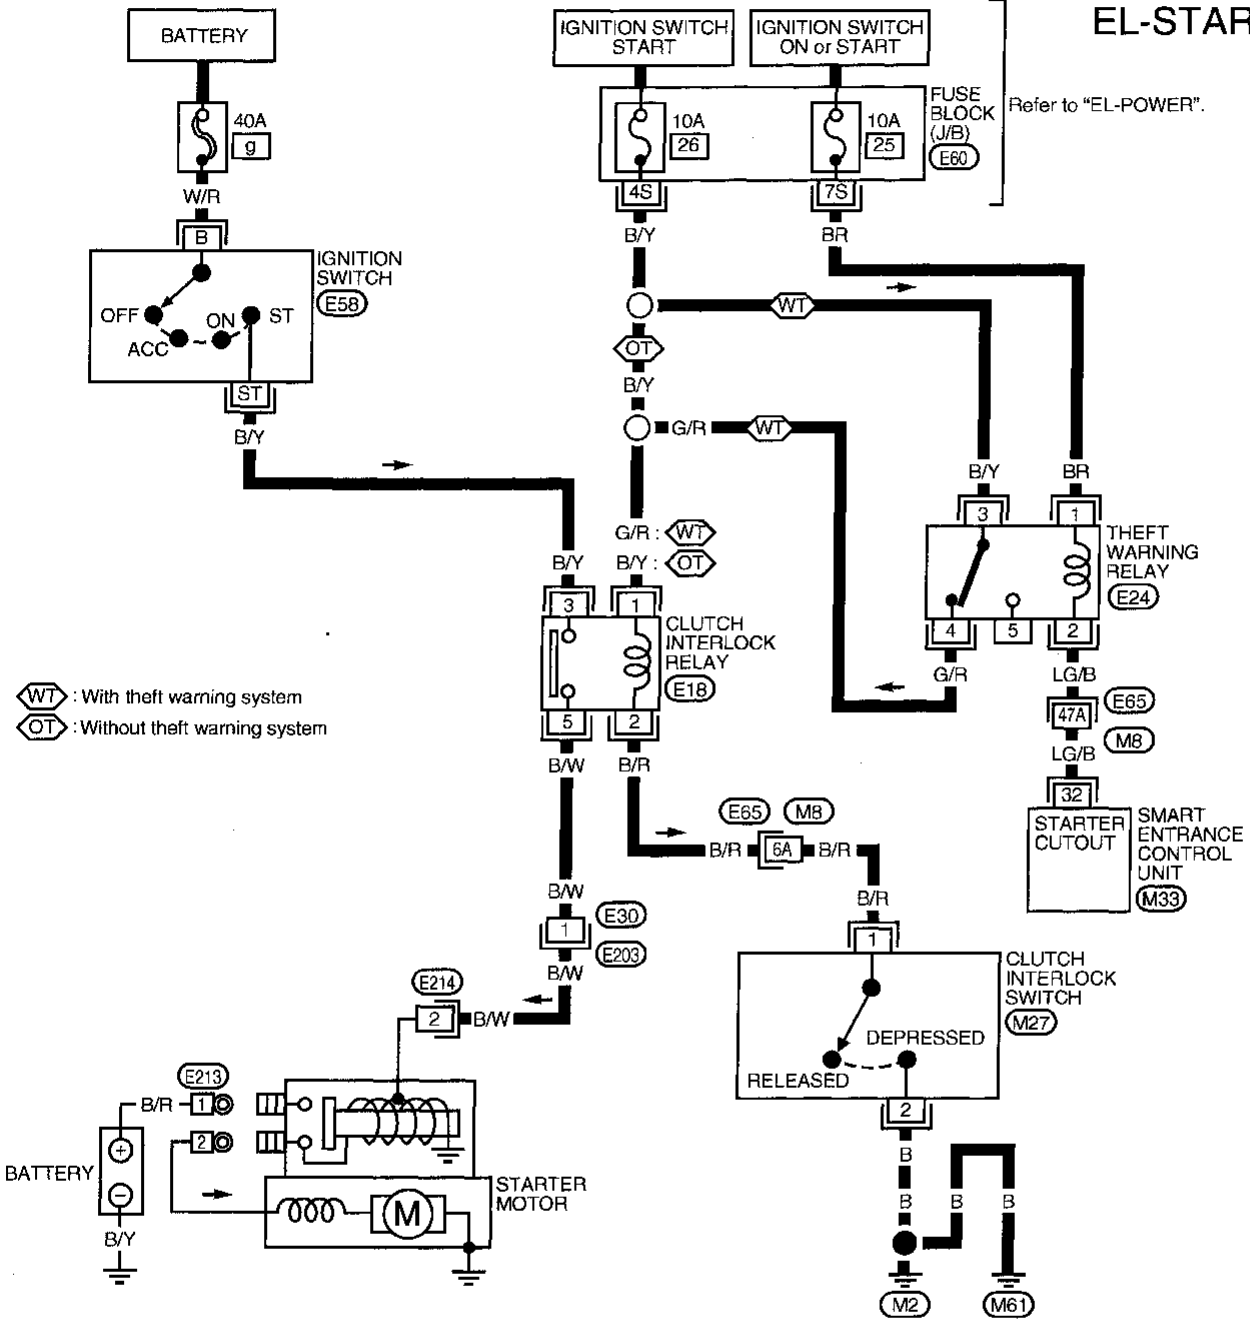 EL-STAR
BATTERY
IGNITION SWITCH
START
IGNITION SWITCH
ON or START
40A
g
10A
26
10A
25
FUSE
BLOCK
(J/B)
E60
Refer to "EL-POWER".
W/R
4S
7S
B
B/Y
BR
IGNITION
SWITCH
E58
OFF
ACC
ON
ST
WT
OT
ST
B/Y
B/Y
G/R
WT
B/Y
BR
3
1
THEFT
WARNING
RELAY
E24
G/R : WT
B/Y : OT
B/Y
3
1
CLUTCH
INTERLOCK
RELAY
E18
4
5
2
G/R
LG/B
47A
E65
M8
LG/B
WT : With theft warning system
OT : Without theft warning system
5
2
B/W
B/R
32
STARTER
CUTOUT
SMART
ENTRANCE
CONTROL
UNIT
M33
E65
M8
B/R
6A
B/R
B/R
B/W
1
E30
E203
B/W
1
CLUTCH
INTERLOCK
SWITCH
M27
DEPRESSED
RELEASED
E214
2
B/W
E213
B/R
1
2
BATTERY
+
−
B/Y
STARTER
MOTOR
M
2
B
B
B
B
M2
M61